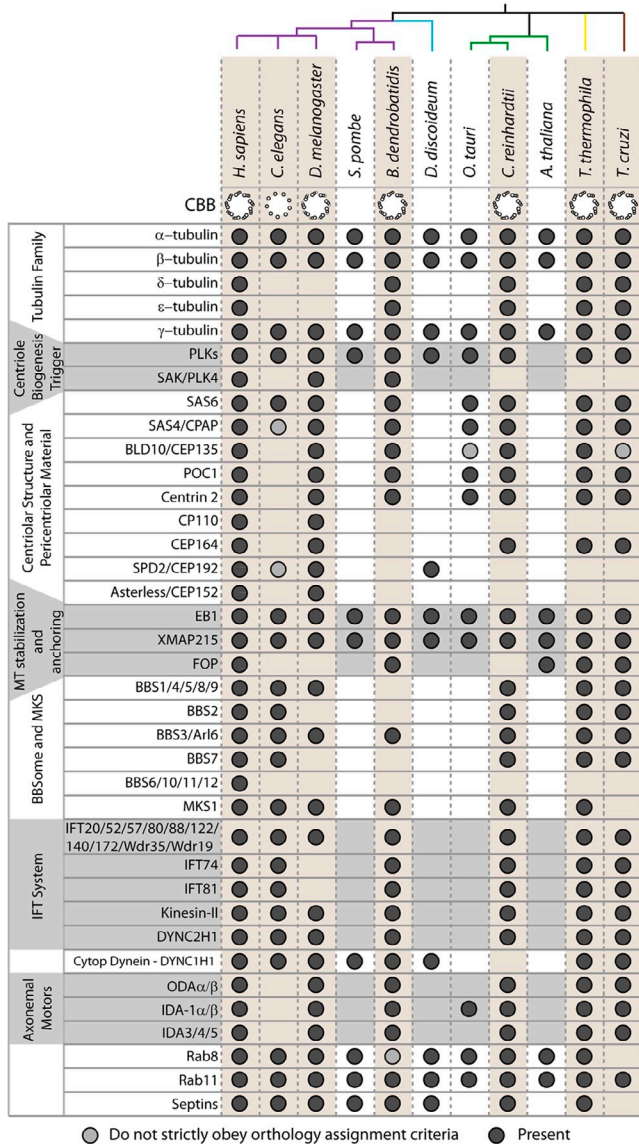 H. sapiens
C. elegans
D. melanogaster
S. pombe
B. dendrobatidis
D. discoideum
O. tauri
C. reinhardtii
A. thaliana
T. thermophila
T. cruzi
CBB
Tubulin Family
α-tubulin
β-tubulin
δ-tubulin
ε-tubulin
γ-tubulin
Centriole
Biogenesis
Trigger
PLKs
SAK/PLK4
SAS6
Centriolar Structure and
Pericentriolar Material
SAS4/CPAP
BLD10/CEP135
POC1
Centrin 2
CP110
CEP164
SPD2/CEP192
Asterless/CEP152
MT stabilization
and
anchoring
EB1
XMAP215
FOP
BBSome and MKS
BBS1/4/5/8/9
BBS2
BBS3/Arl6
BBS7
BBS6/10/11/12
MKS1
IFT System
IFT20/52/57/80/88/122/
140/172/Wdr35/Wdr19
IFT74
IFT81
Kinesin-II
DYNC2H1
Cytop Dynein - DYNC1H1
Axonemal
Motors
ODAα/β
IDA-1α/β
IDA3/4/5
Rab8
Rab11
Septins
Do not strictly obey orthology assignment criteria
Present